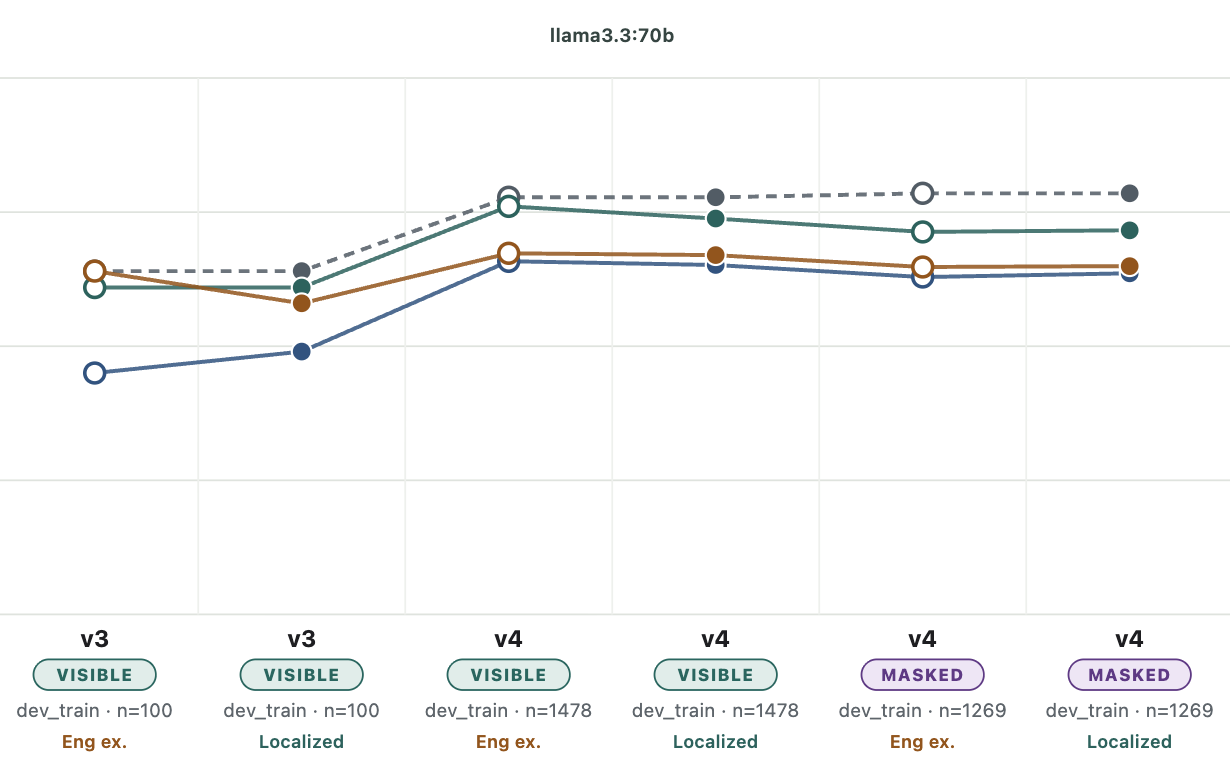 llama3.3:70b
v3 v3 v4 v4 v4 v4
VISIBLE VISIBLE VISIBLE VISIBLE MASKED MASKED
dev_train · n=100 dev_train · n=100 dev_train · n=1478 dev_train · n=1478 dev_train · n=1269 dev_train · n=1269
Eng ex. Localized Eng ex. Localized Eng ex. Localized